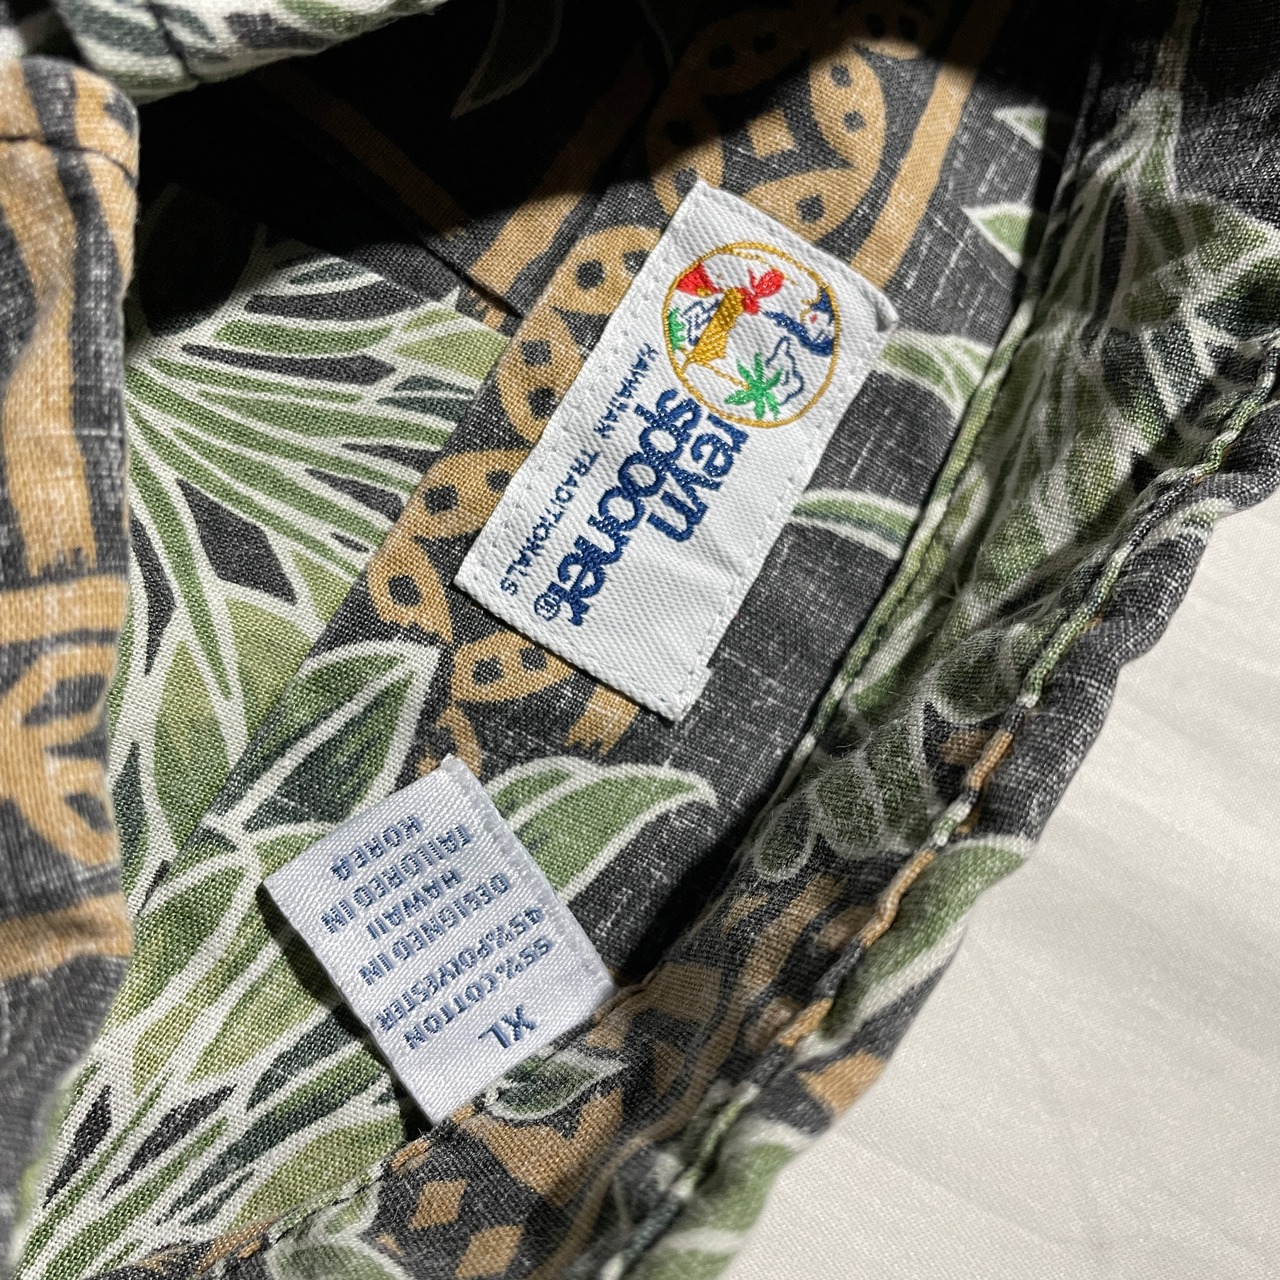 reyn
spooner®
HAWAIIAN TRADITIONALS
XL
55%COTTON
45%POLYESTER
DESIGNED IN
HAWAII
TAILORED IN
KOREA